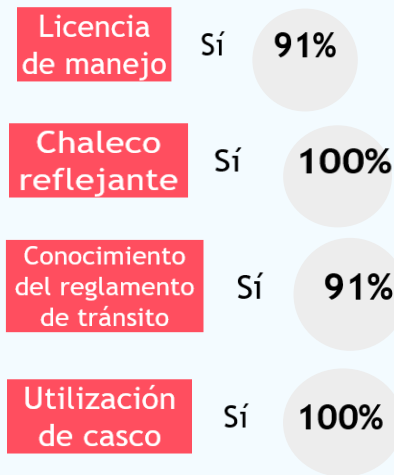 Licencia
de manejo
Sí 91%
Chaleco
reflejante
Sí 100%
Conocimiento
del reglamento
de tránsito
Sí 91%
Utilización
de casco
Sí 100%